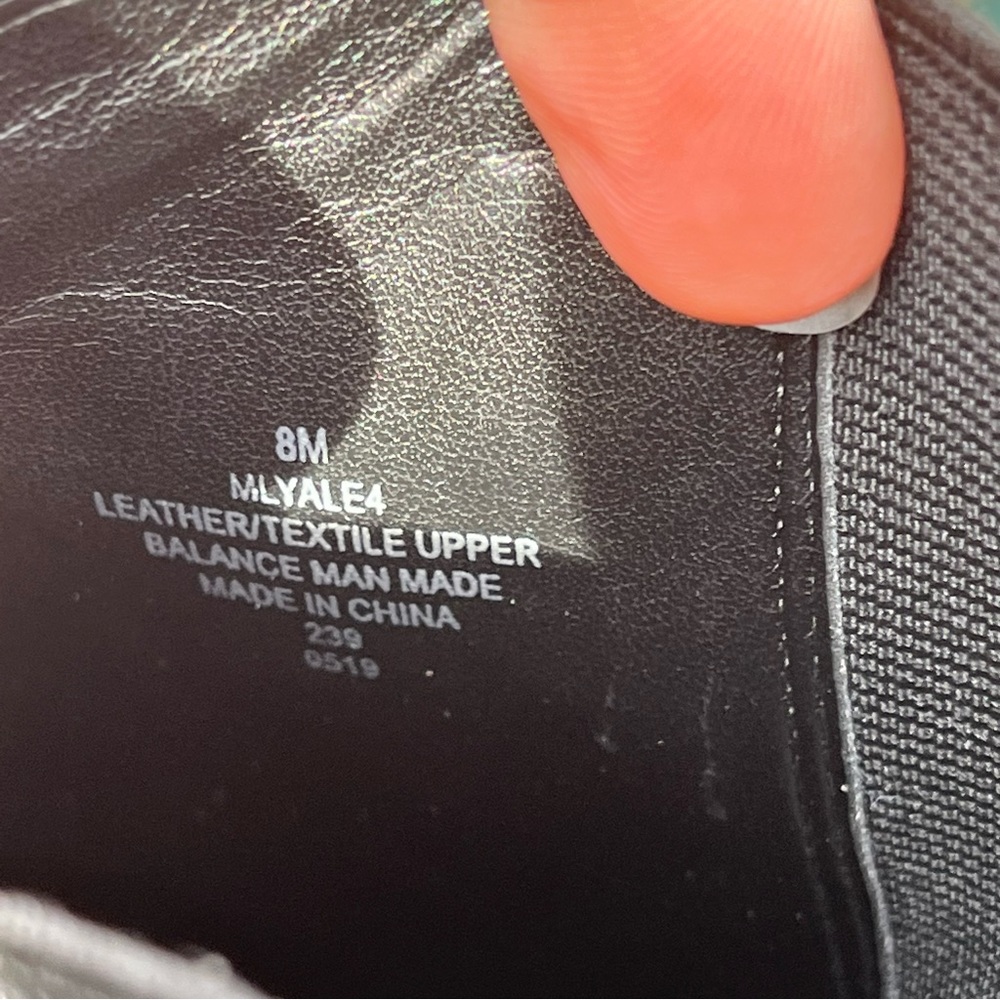 8M
MLYALE4
LEATHER/TEXTILE UPPER
BALANCE MAN MADE
MADE IN CHINA
239
0519